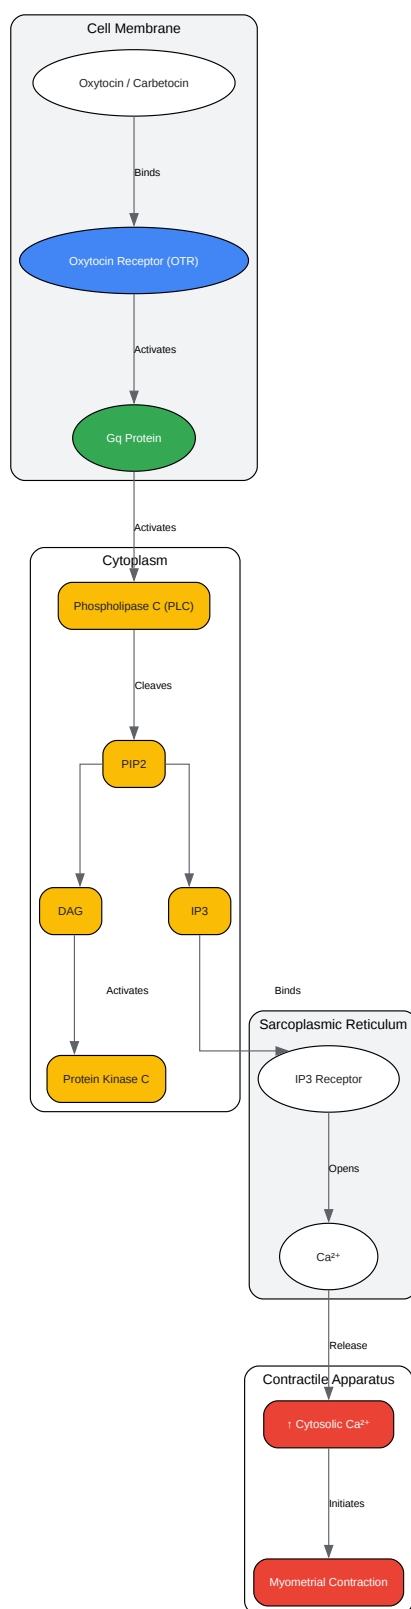 Cell Membrane
Oxytocin / Carbetocin
Binds
Oxytocin Receptor (OTR)
Activates
Gq Protein
Activates
Cytoplasm
Phospholipase C (PLC)
Cleaves
PIP2
DAG
IP3
Activates
Binds
Sarcoplasmic Reticulum
IP3 Receptor
Protein Kinase C
Opens
Ca²⁺
Release
Contractile Apparatus
↑ Cytosolic Ca²⁺
Initiates
Myometrial Contraction